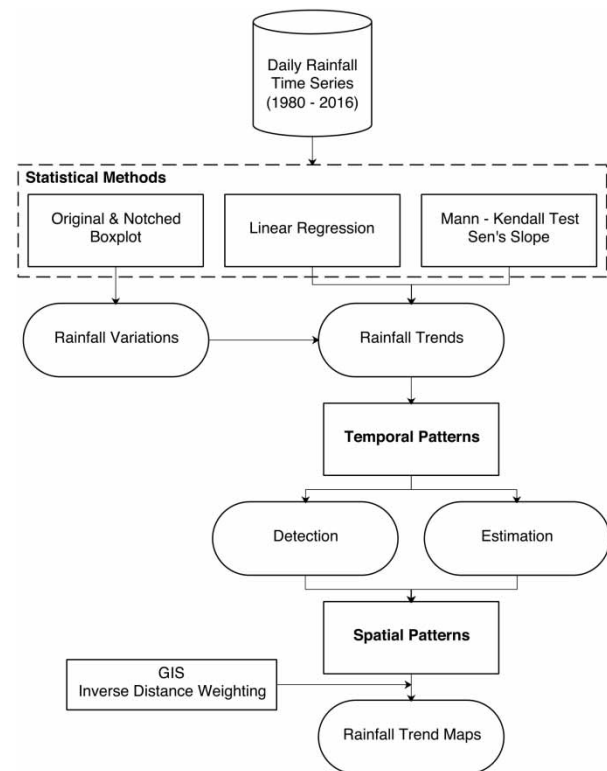 Daily Rainfall
Time Series
(1980 - 2016)
Statistical Methods
Original & Notched
Boxplot
Linear Regression
Mann - Kendall Test
Sen's Slope
Rainfall Variations
Rainfall Trends
Temporal Patterns
Detection
Estimation
Spatial Patterns
GIS
Inverse Distance Weighting
Rainfall Trend Maps